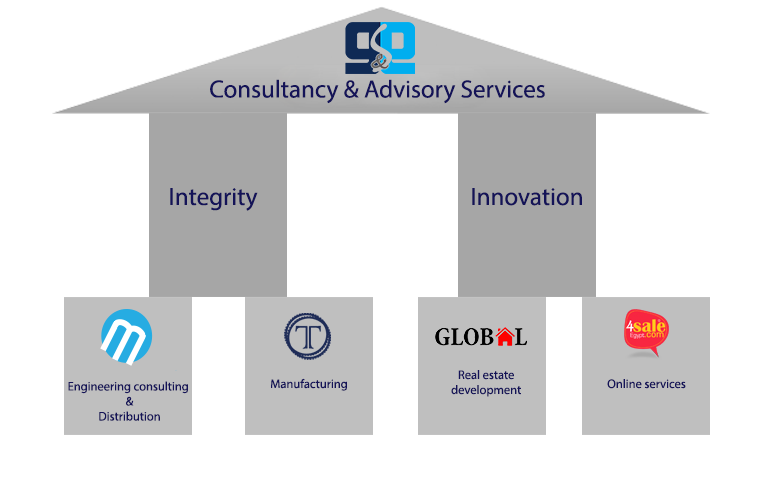 Consultancy & Advisory Services
Integrity
Innovation
m
T
GLOBAL
4sale
Egypt.com
Engineering consulting
&
Distribution
Manufacturing
Real estate
development
Online services